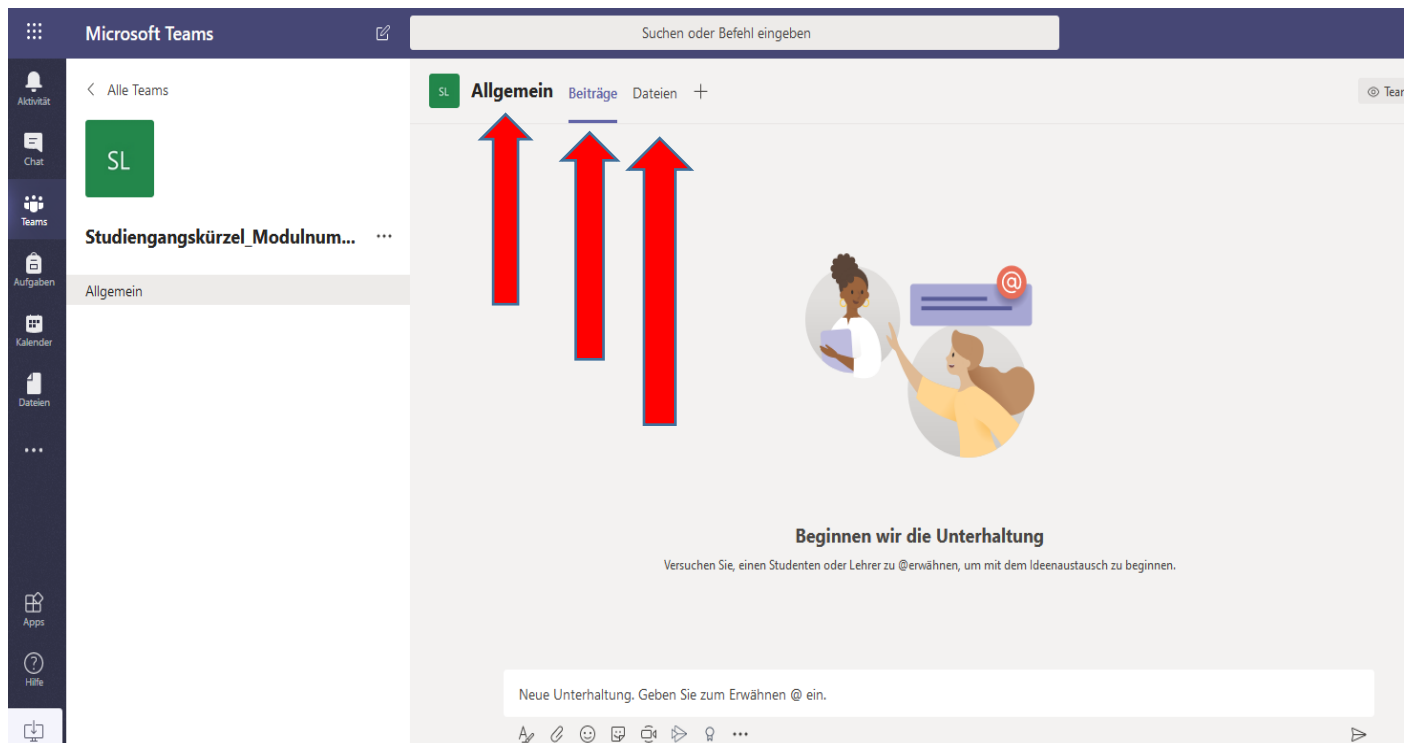 Microsoft Teams
Suchen oder Befehl eingeben
Aktivität
Chat
Teams
Aufgaben
Kalender
Dateien
Apps
Hilfe
Alle Teams
SL
Studiengangskürzel_Modulnum...
Allgemein
SL Allgemein Beiträge Dateien
@
Beginnen wir die Unterhaltung
Versuchen Sie, einen Studenten oder Lehrer zu @erwähnen, um mit dem Ideenaustausch zu beginnen.
Neue Unterhaltung. Geben Sie zum Erwähnen @ ein.